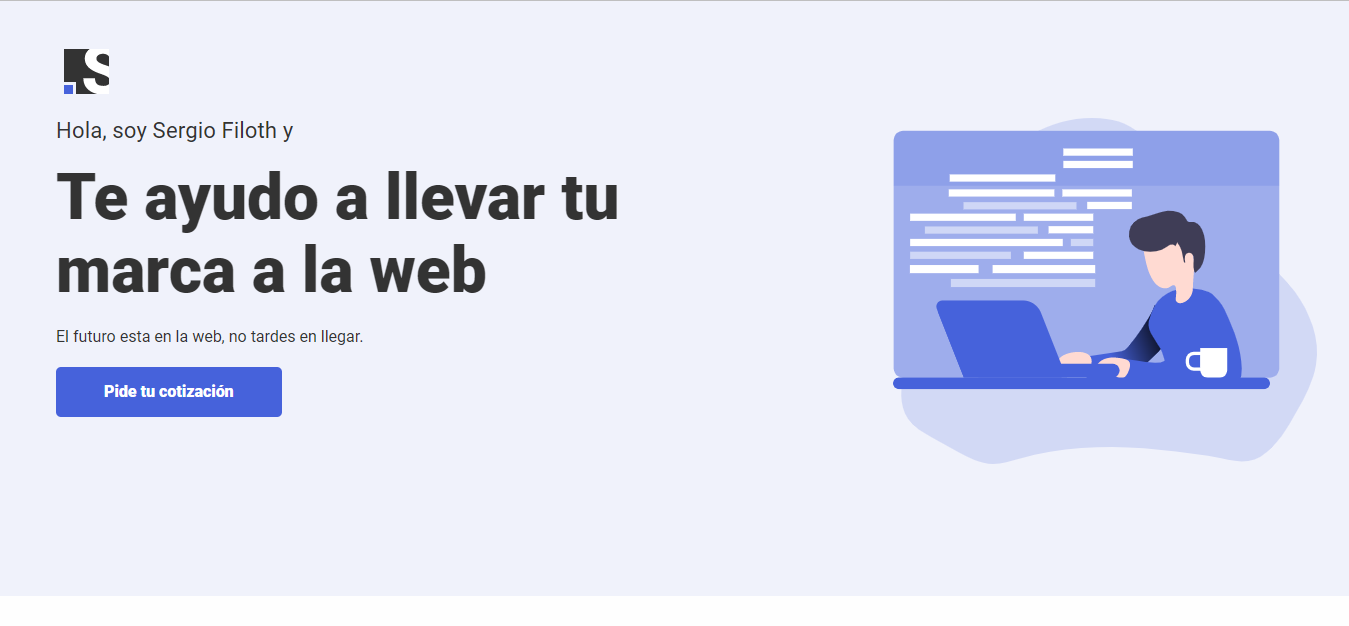 S
Hola, soy Sergio Filoth y
Te ayudo a llevar tu
marca a la web
El futuro esta en la web, no tardes en llegar.
Pide tu cotización